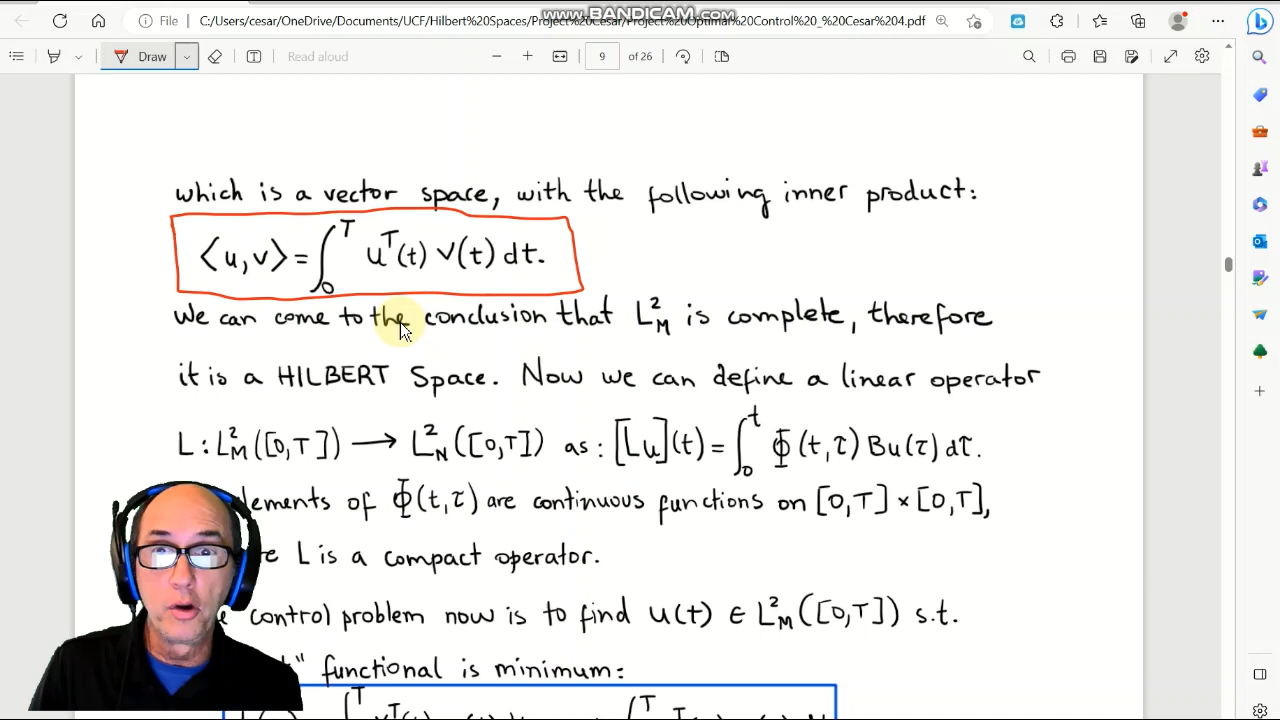 www.BANDICAM.com
File C:/Users/cesar/OneDrive/Documents/UCF/Hilbert%20Spaces/Project%20Optimal%20Control%20_%20Cesar%204.pdf
Draw Read aloud 9 of 26
which is a vector space, with the following inner product:
⟨u,v⟩ = ∫₀ᵀ uᵀ(t) v(t) dt.
We can come to the conclusion that L²_M is complete, therefore
it is a HILBERT Space. Now we can define a linear operator
L: L²_M([0,T]) → L²_N([0,T]) as: [Lu](t) = ∫₀ᵗ Φ(t,τ) Bu(τ) dτ.
of Φ(t,τ) are continuous functions on [0,T] × [0,T],
L is a compact operator.
control problem now is to find u(t) ∈ L²_M([0,T]) s.t.
functional is minimum: